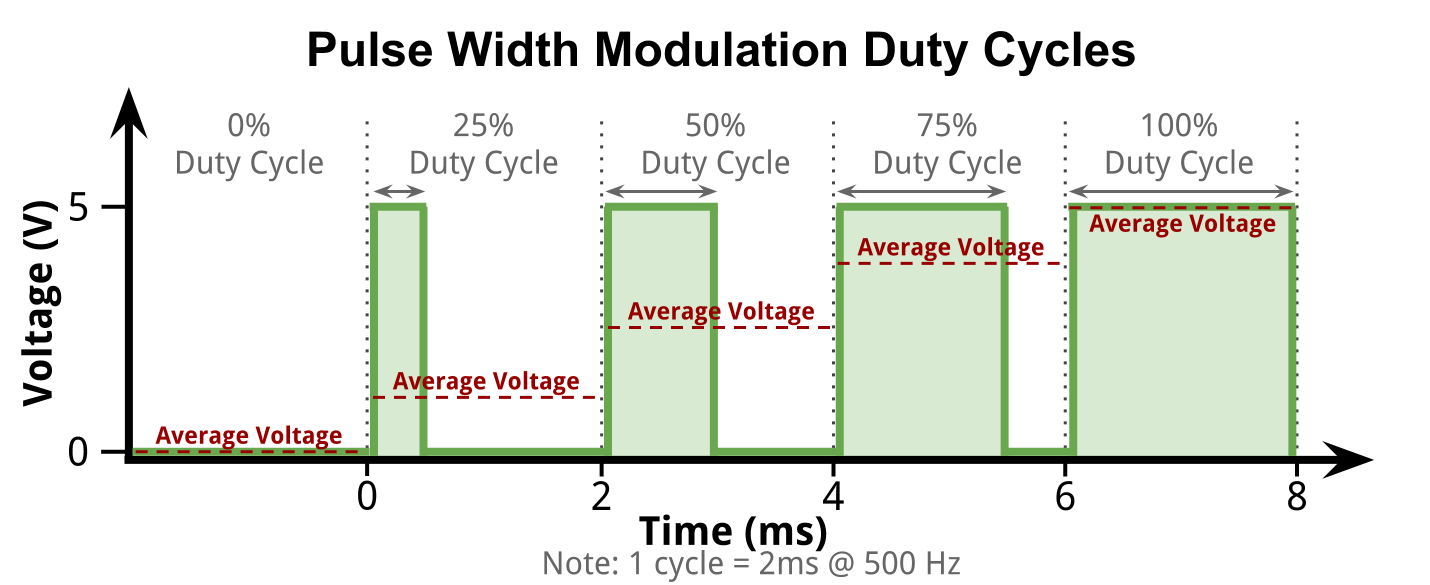 Pulse Width Modulation Duty Cycles
0%
Duty Cycle
25%
Duty Cycle
50%
Duty Cycle
75%
Duty Cycle
100%
Duty Cycle
Voltage (V)
5
0
Average Voltage
Average Voltage
Average Voltage
Average Voltage
Average Voltage
0 2 4 6 8
Time (ms)
Note: 1 cycle = 2ms @ 500 Hz